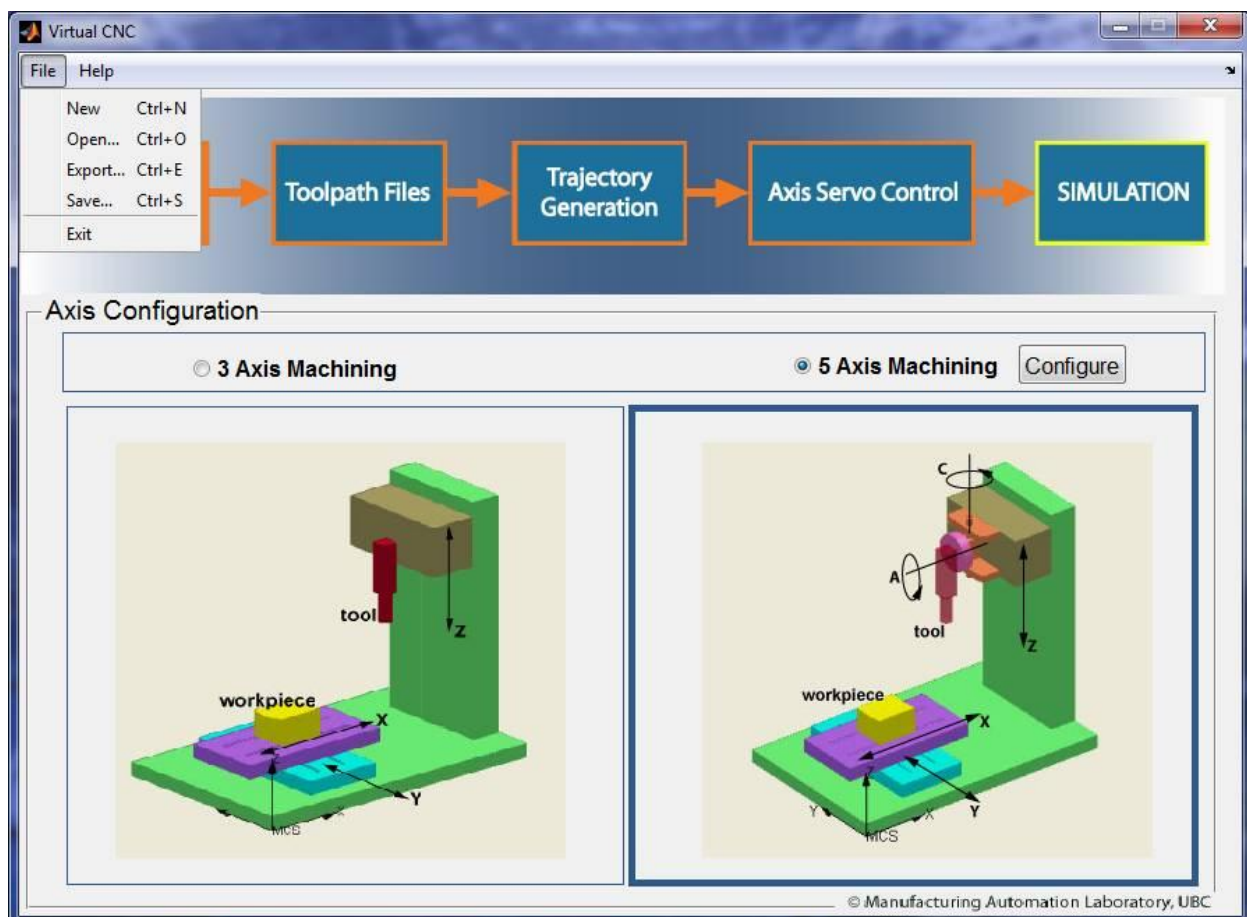 Virtual CNC
File Help
New Ctrl+N
Open... Ctrl+O
Export... Ctrl+E
Save... Ctrl+S
Exit
Toolpath Files
Trajectory
Generation
Axis Servo Control
SIMULATION
Axis Configuration
3 Axis Machining
5 Axis Machining
Configure
tool
Z
workpiece
X
Z
Y
X
MCS
C
A
tool
Z
workpiece
X
Z
Y
Y
X
MCS
© Manufacturing Automation Laboratory, UBC